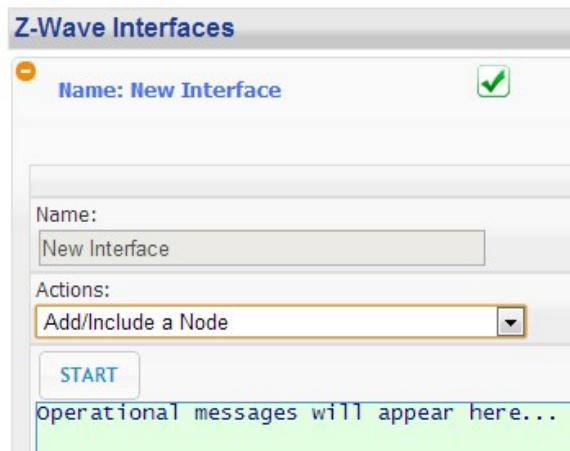 Z-Wave Interfaces
Name: New Interface
Name:
New Interface
Actions:
Add/Include a Node
START
Operational messages will appear here...